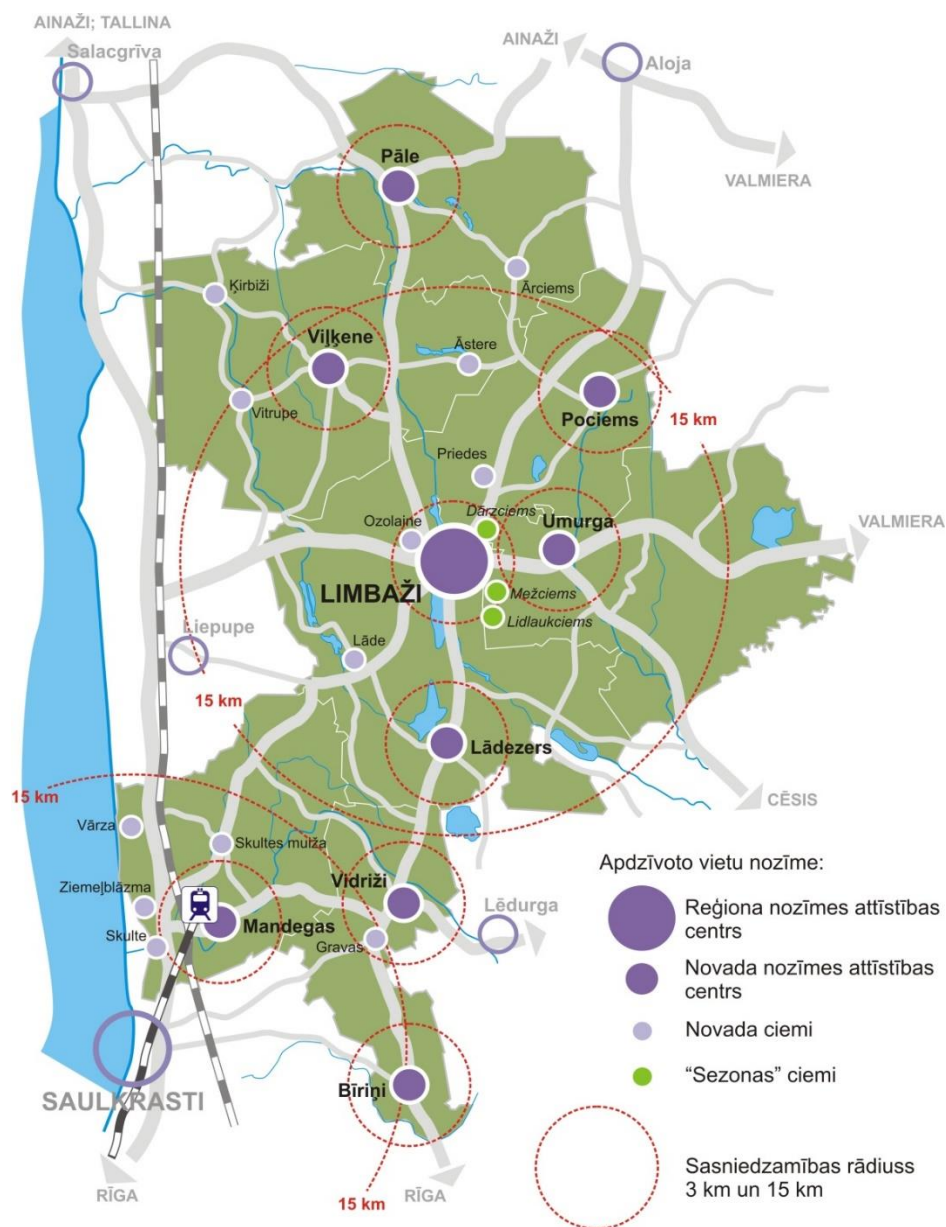 AINAŽI; TALLINA
Salacgrīva
AINAŽI
Aloja
Pāle
VALMIERA
Ķirbiži
Ārciems
Viļķene
Āstere
Vitrupe
Pociems
15 km
Priedes
Dārzciems
Ozolaine
Umurga
VALMIERA
LIMBAŽI
Mežciems
Lidlaukciems
Liepupe
Lāde
15 km
Lādezers
15 km
CĒSIS
Vārza
Skultes muiža
Ziemeļblāzma
Vidriži
Mandegas
Lēdurga
Skulte
Gravas
SAULKRASTI
Bīriņi
RĪGA
15 km
RĪGA
Apdzīvoto vietu nozīme:
Reģiona nozīmes attīstības
centrs
Novada nozīmes attīstības
centrs
Novada ciemi
“Sezonas” ciemi
Sasniedzamības rādiuss
3 km un 15 km